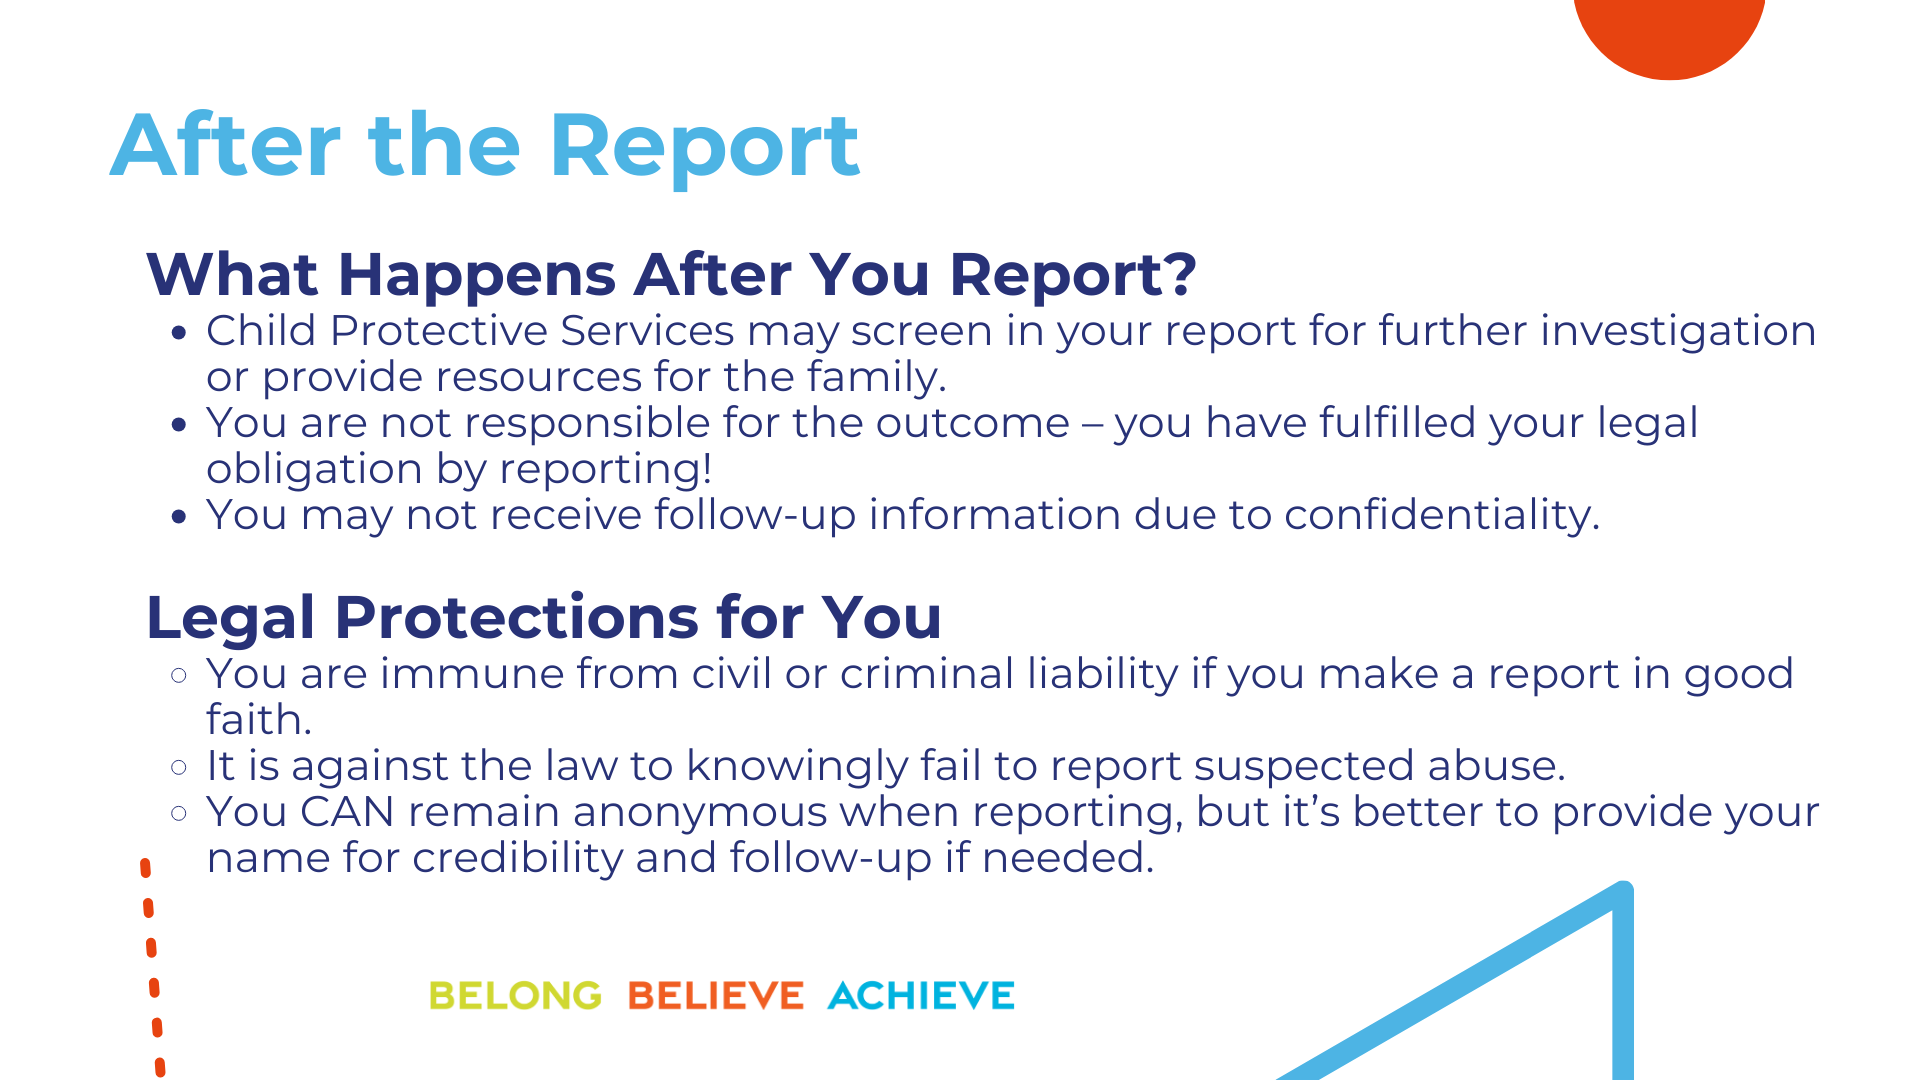 After the Report
What Happens After You Report?
• Child Protective Services may screen in your report for further investigation
or provide resources for the family.
• You are not responsible for the outcome – you have fulfilled your legal
obligation by reporting!
• You may not receive follow-up information due to confidentiality.
Legal Protections for You
◦ You are immune from civil or criminal liability if you make a report in good
faith.
◦ It is against the law to knowingly fail to report suspected abuse.
◦ You CAN remain anonymous when reporting, but it’s better to provide your
name for credibility and follow-up if needed.
BELONG BELIEVE ACHIEVE